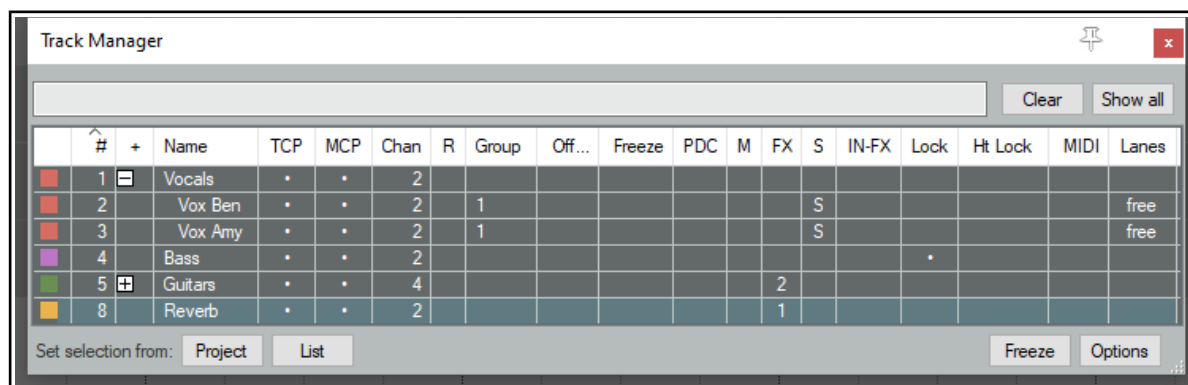 Track Manager
x
Clear Show all
# + Name TCP MCP Chan R Group Off... Freeze PDC M FX S IN-FX Lock Ht Lock MIDI Lanes
1 Vocals • • 2
2 Vox Ben • • 2 1 S free
3 Vox Amy • • 2 1 S free
4 Bass • • 2 •
5 Guitars • • 4 2
8 Reverb • • 2 1
Set selection from: Project List Freeze Options